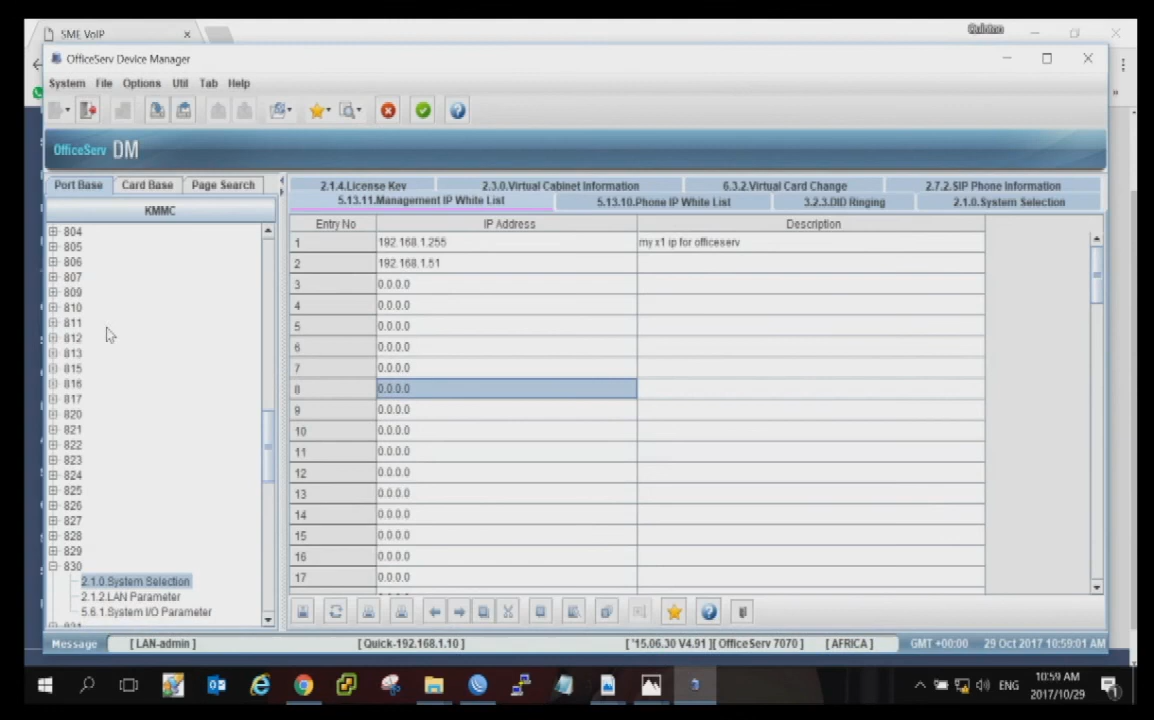 SME VoIP
OfficeServ Device Manager
System File Options Util Tab Help
OfficeServ DM
Port Base Card Base Page Search
2.1.4.License Key 2.3.0.Virtual Cabinet Information 6.3.2.Virtual Card Change 2.7.2.SIP Phone Information
5.13.11.Management IP White List 5.13.10.Phone IP White List 3.2.3.DID Ringing 2.1.0.System Selection
KMMC
Entry No IP Address Description
804
805
806
807
809
810
811
812
813
815
816
817
820
821
822
823
824
825
826
827
828
829
830
2.1.0.System Selection
2.1.2.LAN Parameter
5.6.1.System I/O Parameter
831
1 192.168.1.255 my x1 ip for officeserv
2 192.168.1.51
3 0.0.0.0
4 0.0.0.0
5 0.0.0.0
6 0.0.0.0
7 0.0.0.0
8 0.0.0.0
9 0.0.0.0
10 0.0.0.0
11 0.0.0.0
12 0.0.0.0
13 0.0.0.0
14 0.0.0.0
15 0.0.0.0
16 0.0.0.0
17 0.0.0.0
Message [ LAN-admin ] [ Quick-192.168.1.10 ] [ '15.06.30 V4.91 ][ OfficeServ 7070 ] [ AFRICA ] GMT +00:00 29 Oct 2017 10:59:01 AM
ENG 10:59 AM
2017/10/29
1